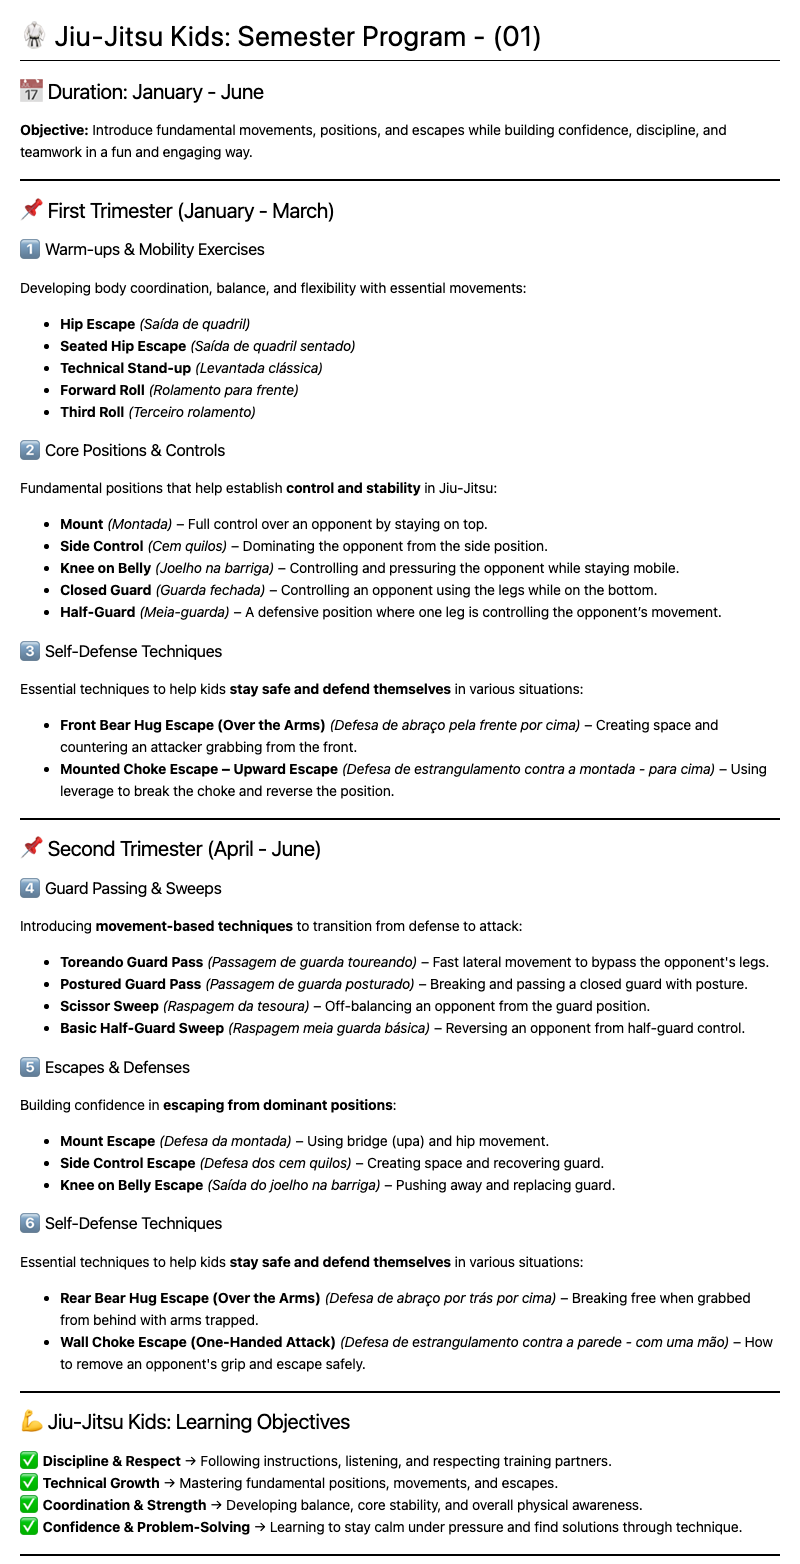 Jiu-Jitsu Kids: Semester Program - (01)
17 Duration: January - June
Objective: Introduce fundamental movements, positions, and escapes while building confidence, discipline, and
teamwork in a fun and engaging way.
First Trimester (January - March)
1 Warm-ups & Mobility Exercises
Developing body coordination, balance, and flexibility with essential movements:
• Hip Escape (Saída de quadril)
• Seated Hip Escape (Saída de quadril sentado)
• Technical Stand-up (Levantada clássica)
• Forward Roll (Rolamento para frente)
• Third Roll (Terceiro rolamento)
2 Core Positions & Controls
Fundamental positions that help establish control and stability in Jiu-Jitsu:
• Mount (Montada) – Full control over an opponent by staying on top.
• Side Control (Cem quilos) – Dominating the opponent from the side position.
• Knee on Belly (Joelho na barriga) – Controlling and pressuring the opponent while staying mobile.
• Closed Guard (Guarda fechada) – Controlling an opponent using the legs while on the bottom.
• Half-Guard (Meia-guarda) – A defensive position where one leg is controlling the opponent’s movement.
3 Self-Defense Techniques
Essential techniques to help kids stay safe and defend themselves in various situations:
• Front Bear Hug Escape (Over the Arms) (Defesa de abraço pela frente por cima) – Creating space and
countering an attacker grabbing from the front.
• Mounted Choke Escape – Upward Escape (Defesa de estrangulamento contra a montada - para cima) – Using
leverage to break the choke and reverse the position.
Second Trimester (April - June)
4 Guard Passing & Sweeps
Introducing movement-based techniques to transition from defense to attack:
• Toreando Guard Pass (Passagem de guarda toureando) – Fast lateral movement to bypass the opponent's legs.
• Postured Guard Pass (Passagem de guarda posturado) – Breaking and passing a closed guard with posture.
• Scissor Sweep (Raspagem da tesoura) – Off-balancing an opponent from the guard position.
• Basic Half-Guard Sweep (Raspagem meia guarda básica) – Reversing an opponent from half-guard control.
5 Escapes & Defenses
Building confidence in escaping from dominant positions:
• Mount Escape (Defesa da montada) – Using bridge (upa) and hip movement.
• Side Control Escape (Defesa dos cem quilos) – Creating space and recovering guard.
• Knee on Belly Escape (Saída do joelho na barriga) – Pushing away and replacing guard.
6 Self-Defense Techniques
Essential techniques to help kids stay safe and defend themselves in various situations:
• Rear Bear Hug Escape (Over the Arms) (Defesa de abraço por trás por cima) – Breaking free when grabbed
from behind with arms trapped.
• Wall Choke Escape (One-Handed Attack) (Defesa de estrangulamento contra a parede - com uma mão) – How
to remove an opponent's grip and escape safely.
Jiu-Jitsu Kids: Learning Objectives
✅ Discipline & Respect → Following instructions, listening, and respecting training partners.
✅ Technical Growth → Mastering fundamental positions, movements, and escapes.
✅ Coordination & Strength → Developing balance, core stability, and overall physical awareness.
✅ Confidence & Problem-Solving → Learning to stay calm under pressure and find solutions through technique.